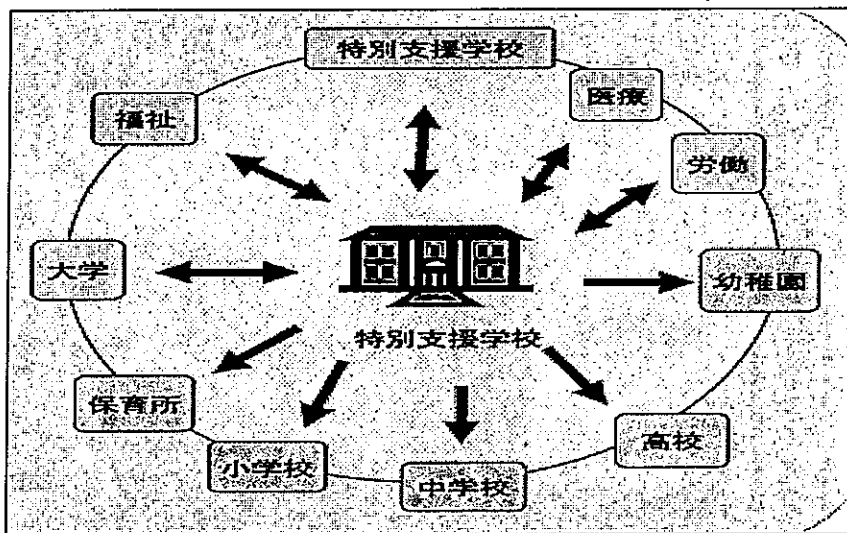 特別支援学校
医療
福祉
労働
大学
幼稚園
特別支援学校
保育所
高校
小学校
中学校